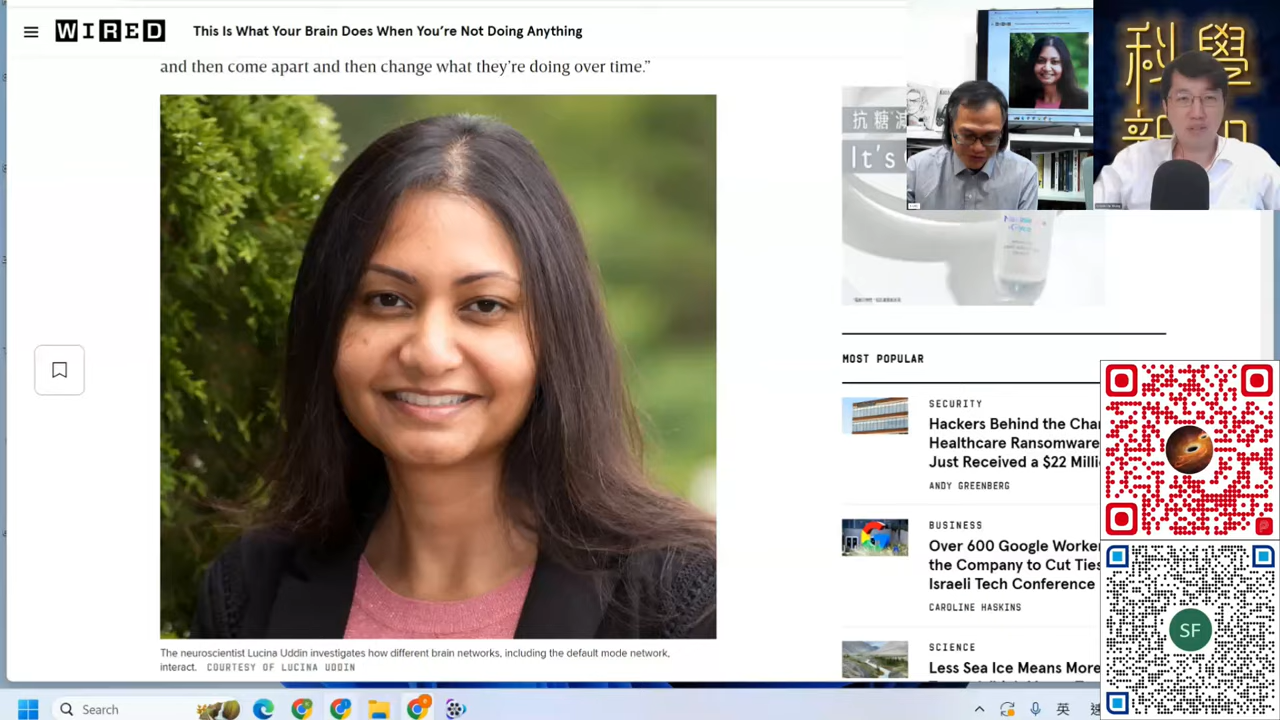 WIRED
This Is What Your Brain Does When You're Not Doing Anything
and then come apart and then change what they're doing over time."
抗糖
It's
科學
The neuroscientist Lucina Uddin investigates how different brain networks, including the default mode network,
interact. COURTESY OF LUCINA UDDIN
MOST POPULAR
SECURITY
Hackers Behind the Cha
Healthcare Ransomware
Just Received a $22 Milli
ANDY GREENBERG
BUSINESS
Over 600 Google Worke
the Company to Cut Ties
Israeli Tech Conference
CAROLINE HASKINS
SCIENCE
Less Sea Ice Means More
SF
Search
英